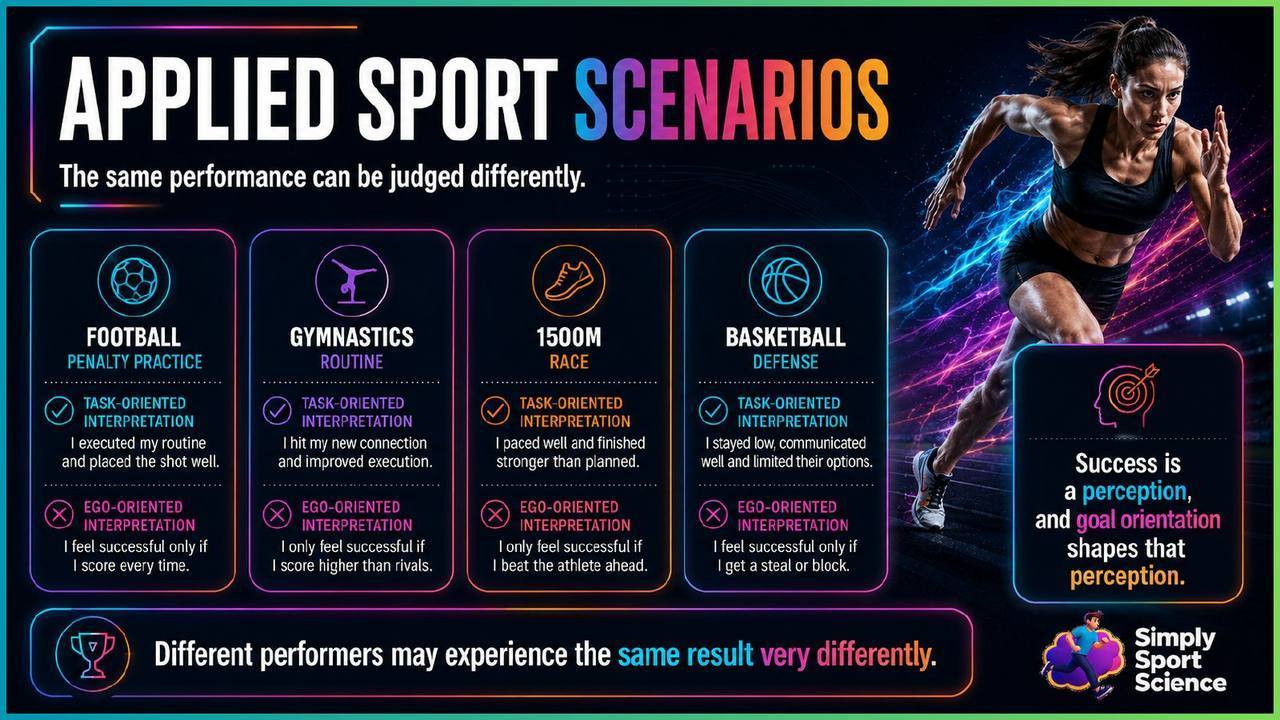 APPLIED SPORT SCENARIOS
The same performance can be judged differently.
FOOTBALL
PENALTY PRACTICE
TASK-ORIENTED
INTERPRETATION
I executed my routine
and placed the shot well.
EGO-ORIENTED
INTERPRETATION
I feel successful only if
I score every time.
GYMNASTICS
ROUTINE
TASK-ORIENTED
INTERPRETATION
I hit my new connection
and improved execution.
EGO-ORIENTED
INTERPRETATION
I only feel successful if
I score higher than rivals.
1500M
RACE
TASK-ORIENTED
INTERPRETATION
I paced well and finished
stronger than planned.
EGO-ORIENTED
INTERPRETATION
I only feel successful if
I beat the athlete ahead.
BASKETBALL
DEFENSE
TASK-ORIENTED
INTERPRETATION
I stayed low, communicated
well and limited their options.
EGO-ORIENTED
INTERPRETATION
I feel successful only if
I get a steal or block.
Success is
a perception,
and goal orientation
shapes that
perception.
Different performers may experience the same result very differently.
Simply
Sport
Science